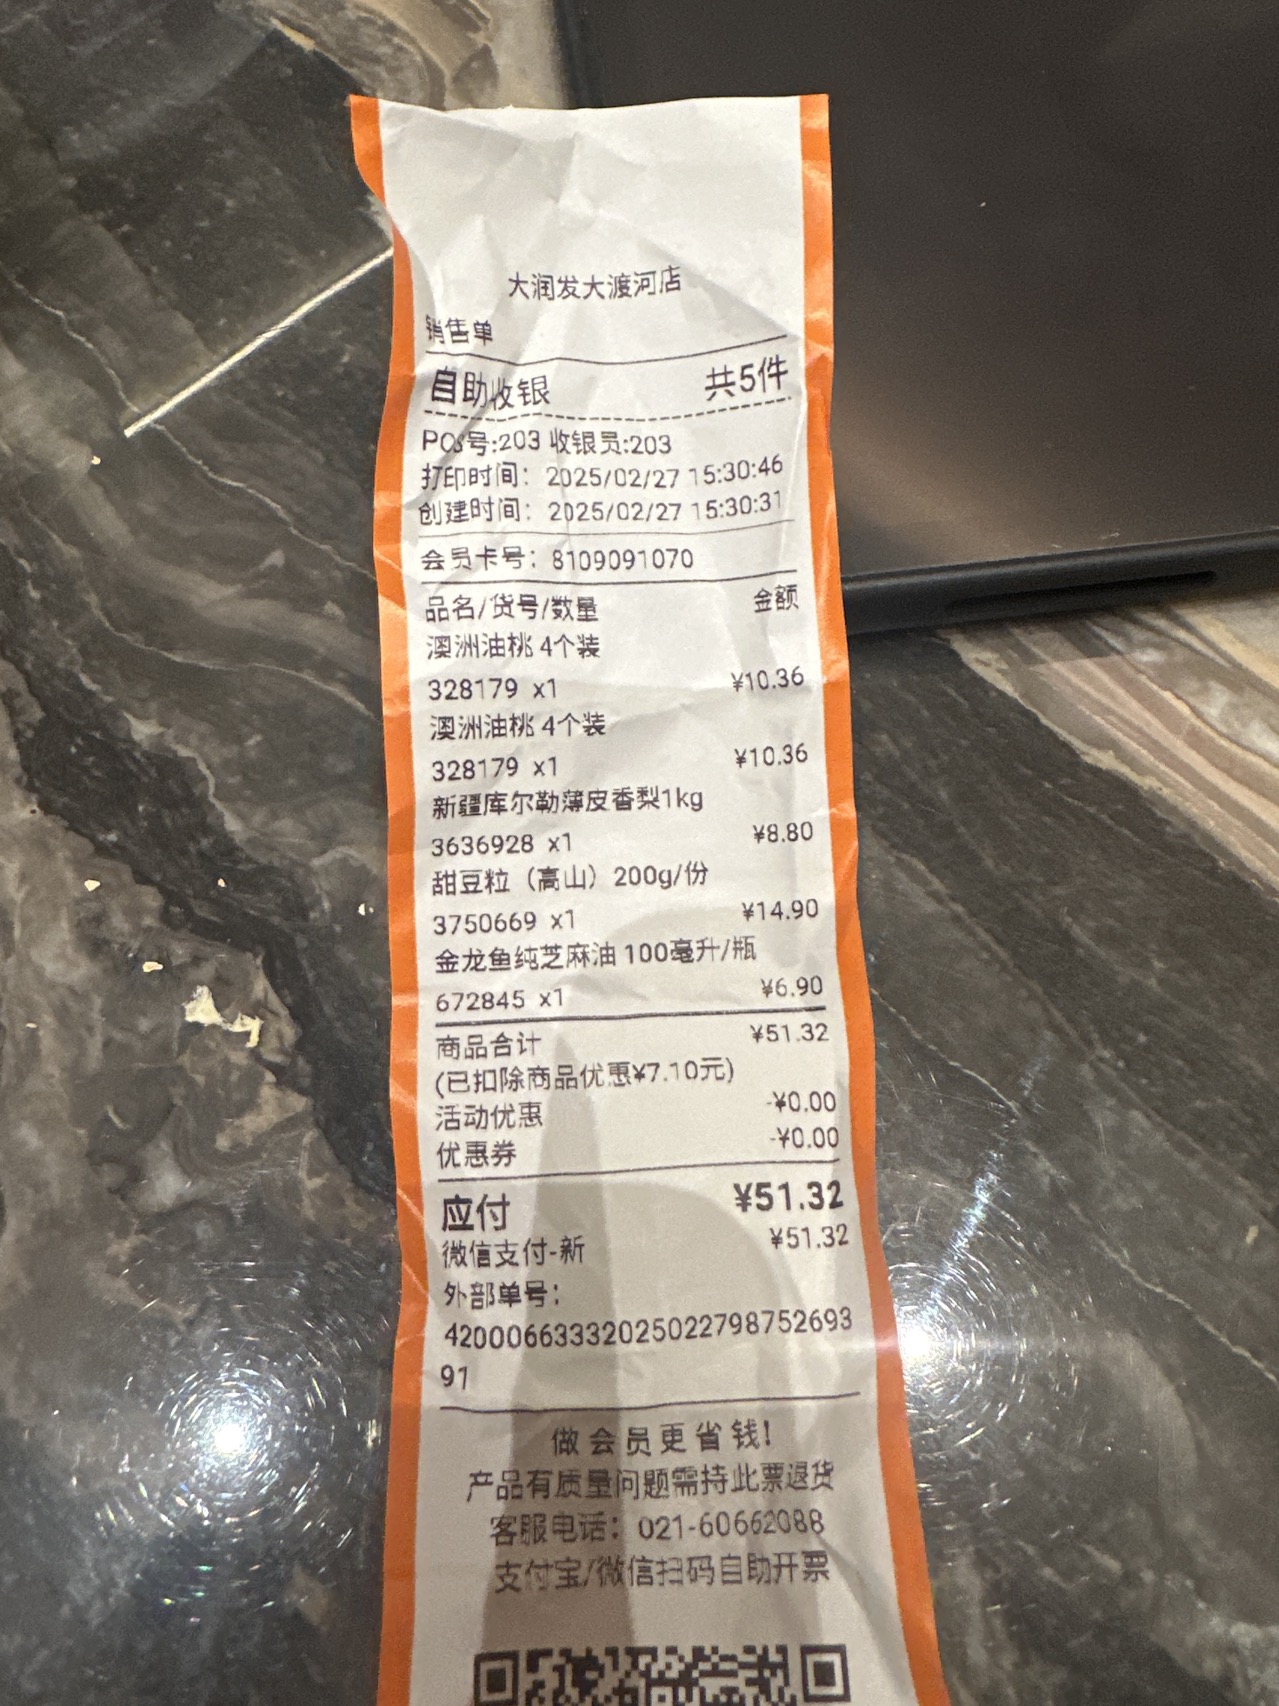 大润发大渡河店
销售单
自助收银 共5件
POS号:203 收银员:203
打印时间：2025/02/27 15:30:46
创建时间：2025/02/27 15:30:31
会员卡号：8109091070
品名/货号/数量 金额
澳洲油桃 4个装
328179 x1 ¥10.36
澳洲油桃 4个装
328179 x1 ¥10.36
新疆库尔勒薄皮香梨1kg
3636928 x1 ¥8.80
甜豆粒（高山）200g/份
3750669 x1 ¥14.90
金龙鱼纯芝麻油 100毫升/瓶
672845 x1 ¥6.90
商品合计 ¥51.32
(已扣除商品优惠¥7.10元)
活动优惠 -¥0.00
优惠券 -¥0.00
应付 ¥51.32
微信支付-新 ¥51.32
外部单号：
42000663332025022798752693
91
做会员更省钱!
产品有质量问题需持此票退货
客服电话：021-60662088
支付宝/微信扫码自助开票